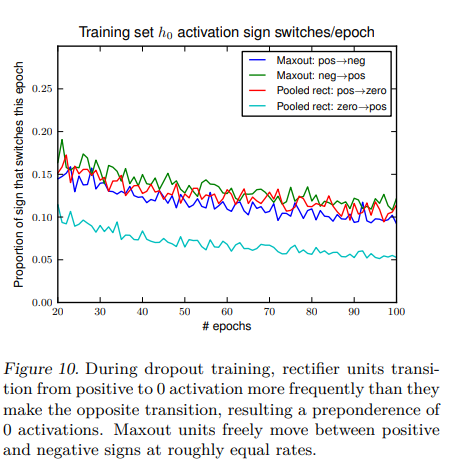 Training set h₀ activation sign switches/epoch
Maxout: pos→neg
Maxout: neg→pos
Pooled rect: pos→zero
Pooled rect: zero→pos
Proportion of sign that switches this epoch
0.25
0.20
0.15
0.10
0.05
0.00
20 30 40 50 60 70 80 90 100
# epochs
Figure 10. During dropout training, rectifier units transi-
tion from positive to 0 activation more frequently than they
make the opposite transition, resulting a preponderence of
0 activations. Maxout units freely move between positive
and negative signs at roughly equal rates.